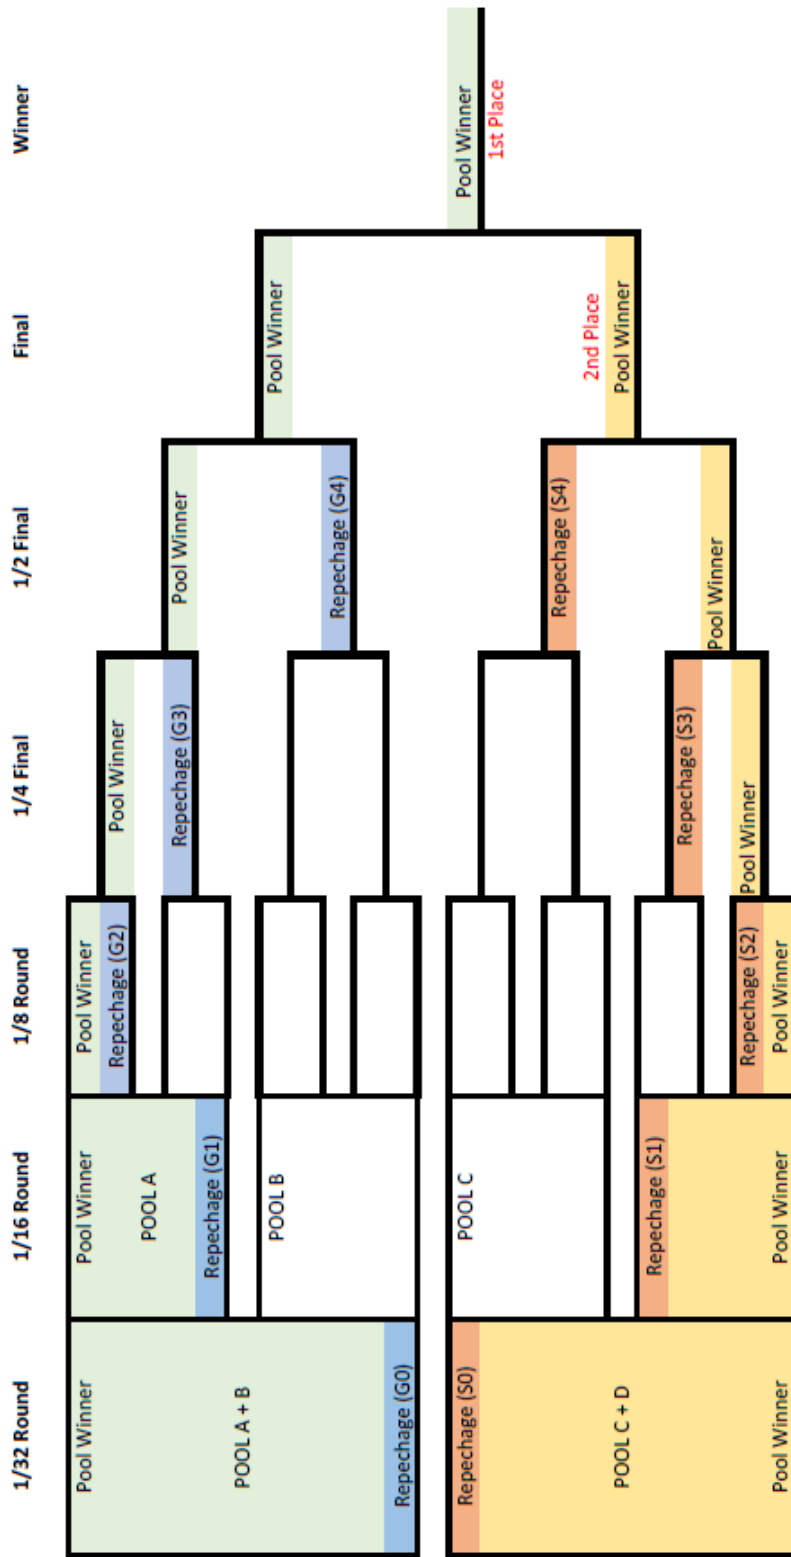 1/32 Round
1/16 Round
1/8 Round
1/4 Final
1/2 Final
Final
Winner
Pool Winner
POOL A + B
Repechage (G0)
Repechage (S0)
POOL C + D
Pool Winner
Pool Winner
POOL A
Repechage (G1)
POOL B
POOL C
Repechage (S1)
Pool Winner
Pool Winner
Repechage (G2)
Repechage (S2)
Pool Winner
Pool Winner
Repechage (G3)
Repechage (S3)
Pool Winner
Pool Winner
Repechage (G4)
Repechage (S4)
Pool Winner
Pool Winner
2nd Place
Pool Winner
Pool Winner
1st Place